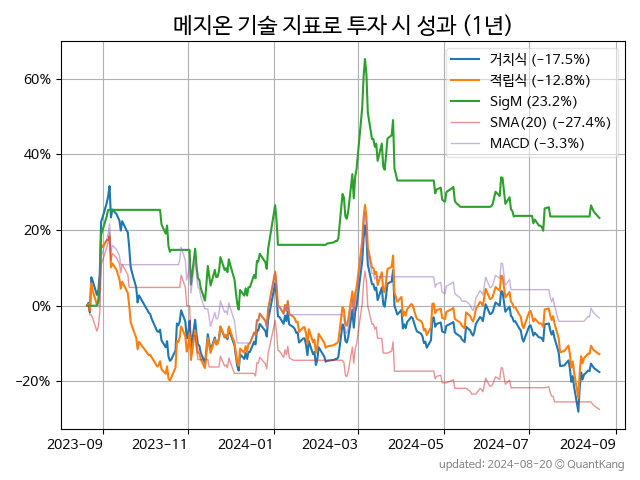 메지온 기술 지표로 투자 시 성과 (1년)
거치식 (−17.5%)
적립식 (−12.8%)
SigM (23.2%)
SMA(20) (−27.4%)
MACD (−3.3%)
60%
40%
20%
0%
−20%
2023−09 2023−11 2024−01 2024−03 2024−05 2024−07 2024−09
updated: 2024−08−20 © QuantKang